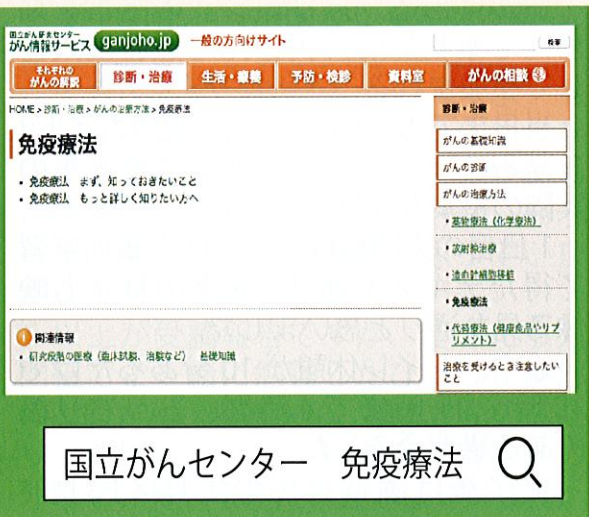 国立がん研究センター
がん情報サービス ganjoho.jp 一般の方向けサイト
検索
それぞれの
がんの解説
診断・治療
生活・療養
予防・検診
資料室
がんの相談
HOME > 診断・治療 > がんの治療方法 > 免疫療法
免疫療法
・ 免疫療法 まず、知っておきたいこと
・ 免疫療法 もっと詳しく知りたい方へ
関連情報
・ 研究段階の医療（臨床試験、治験など） 基礎知識
診断・治療
がんの基礎知識
がんの診断
がんの治療方法
・薬物療法（化学療法）
・放射線治療
・造血幹細胞移植
・免疫療法
・代替療法（健康食品やサプ
リメント）
治療を受けるとき注意したい
こと
国立がんセンター 免疫療法